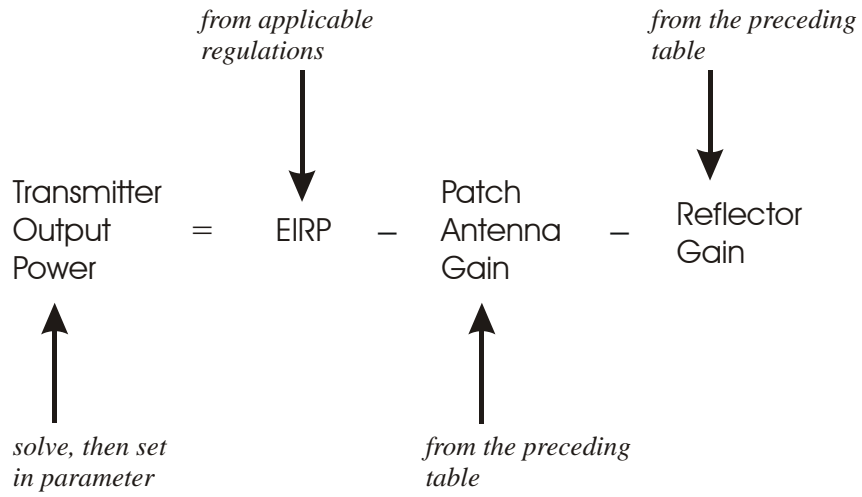 from applicable
regulations
from the preceding
table
Transmitter
Output
Power
=
EIRP
–
Patch
Antenna
Gain
–
Reflector
Gain
solve, then set
in parameter
from the preceding
table